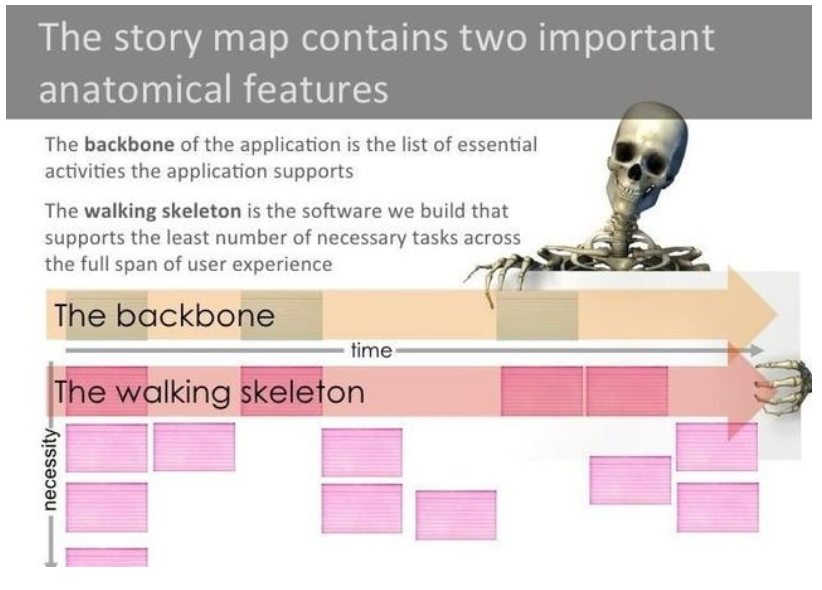 The story map contains two important
anatomical features
The backbone of the application is the list of essential
activities the application supports
The walking skeleton is the software we build that
supports the least number of necessary tasks across
the full span of user experience
The backbone
time
The walking skeleton
necessity